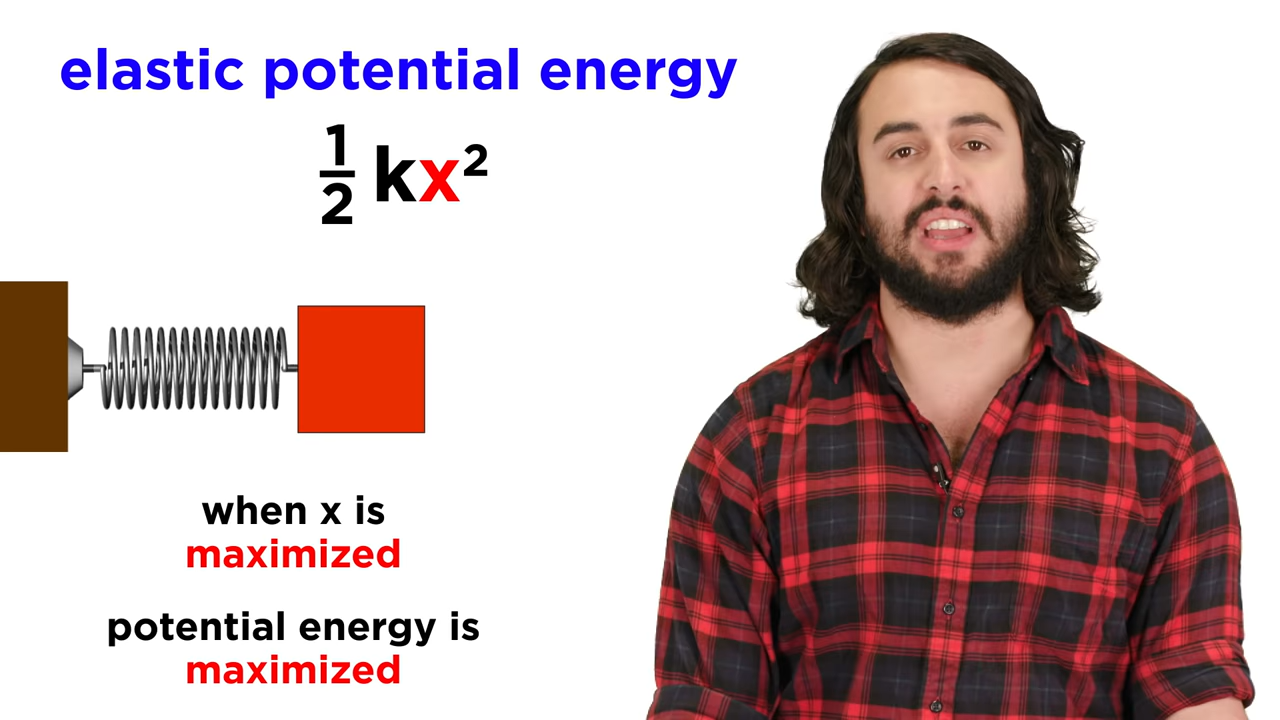 elastic potential energy
1/2 kx²
when x is
maximized
potential energy is
maximized